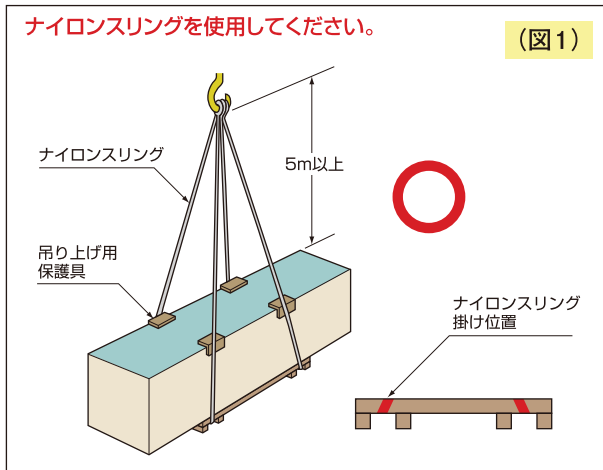 ナイロンスリングを使用してください。
(図1)
ナイロンスリング
5m以上
吊り上げ用
保護具
ナイロンスリング
掛け位置